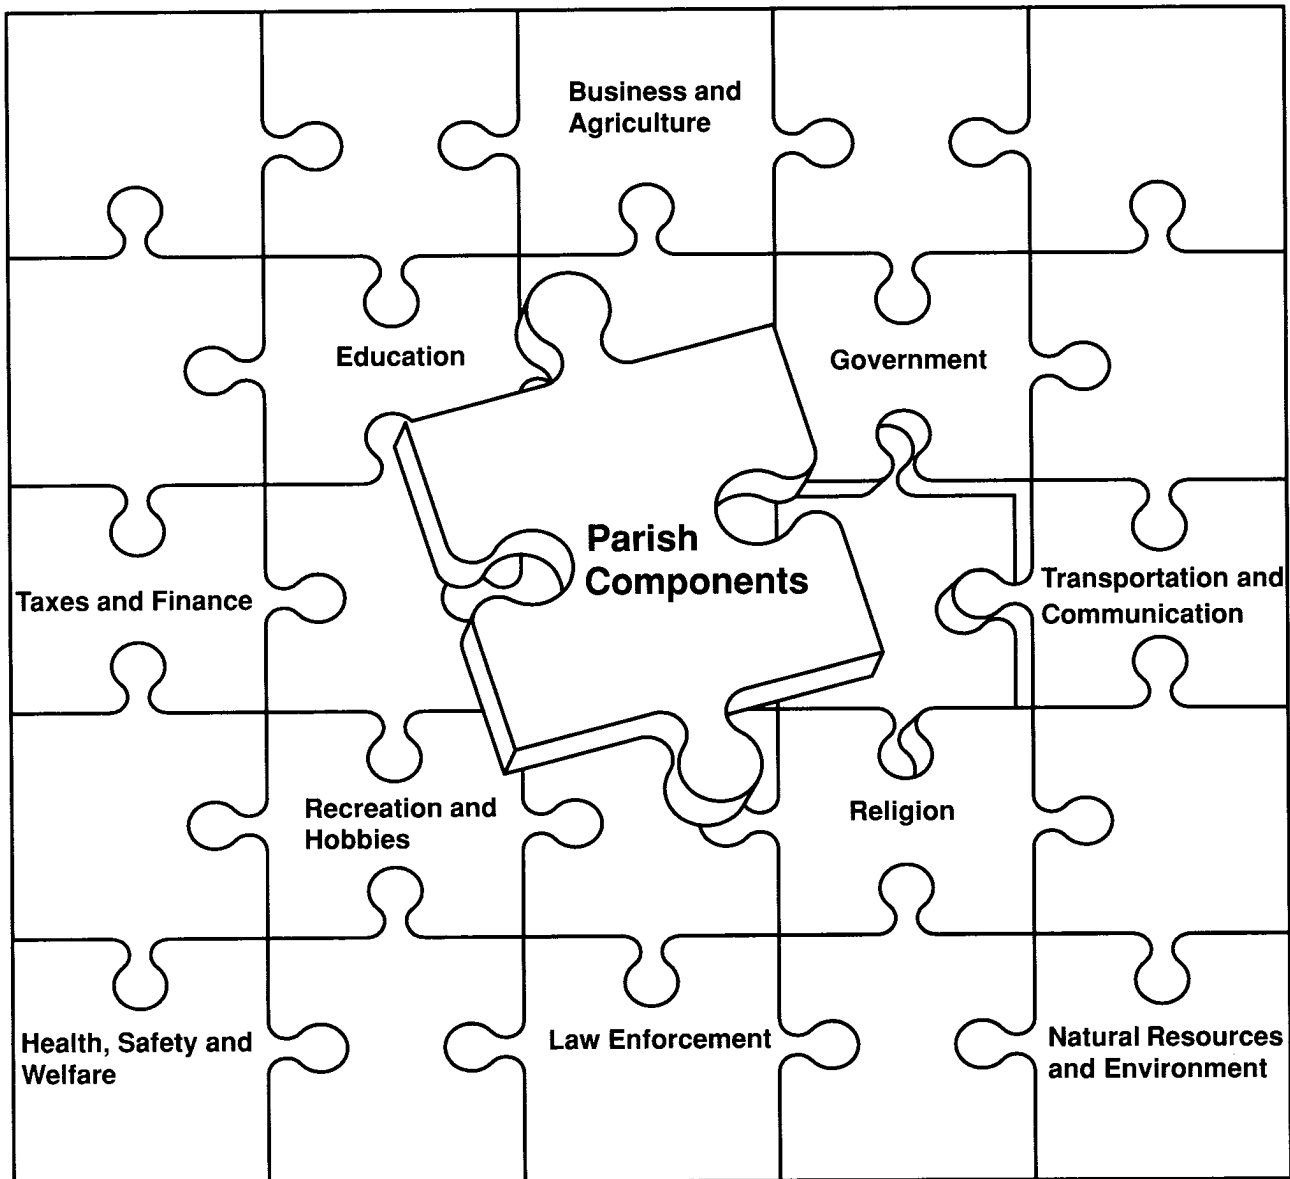 Business and
Agriculture
Education
Government
Parish
Components
Taxes and Finance
Transportation and
Communication
Recreation and
Hobbies
Religion
Health, Safety and
Welfare
Law Enforcement
Natural Resources
and Environment